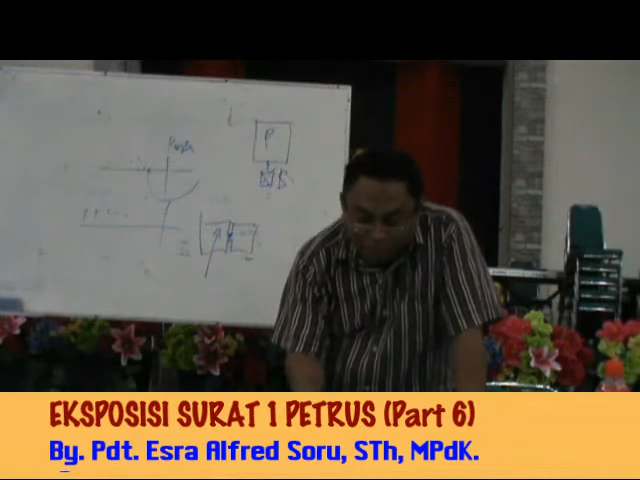 P
EKSPOSISI SURAT 1 PETRUS (Part 6)
By. Pdt. Esra Alfred Soru, STh, MPdK.